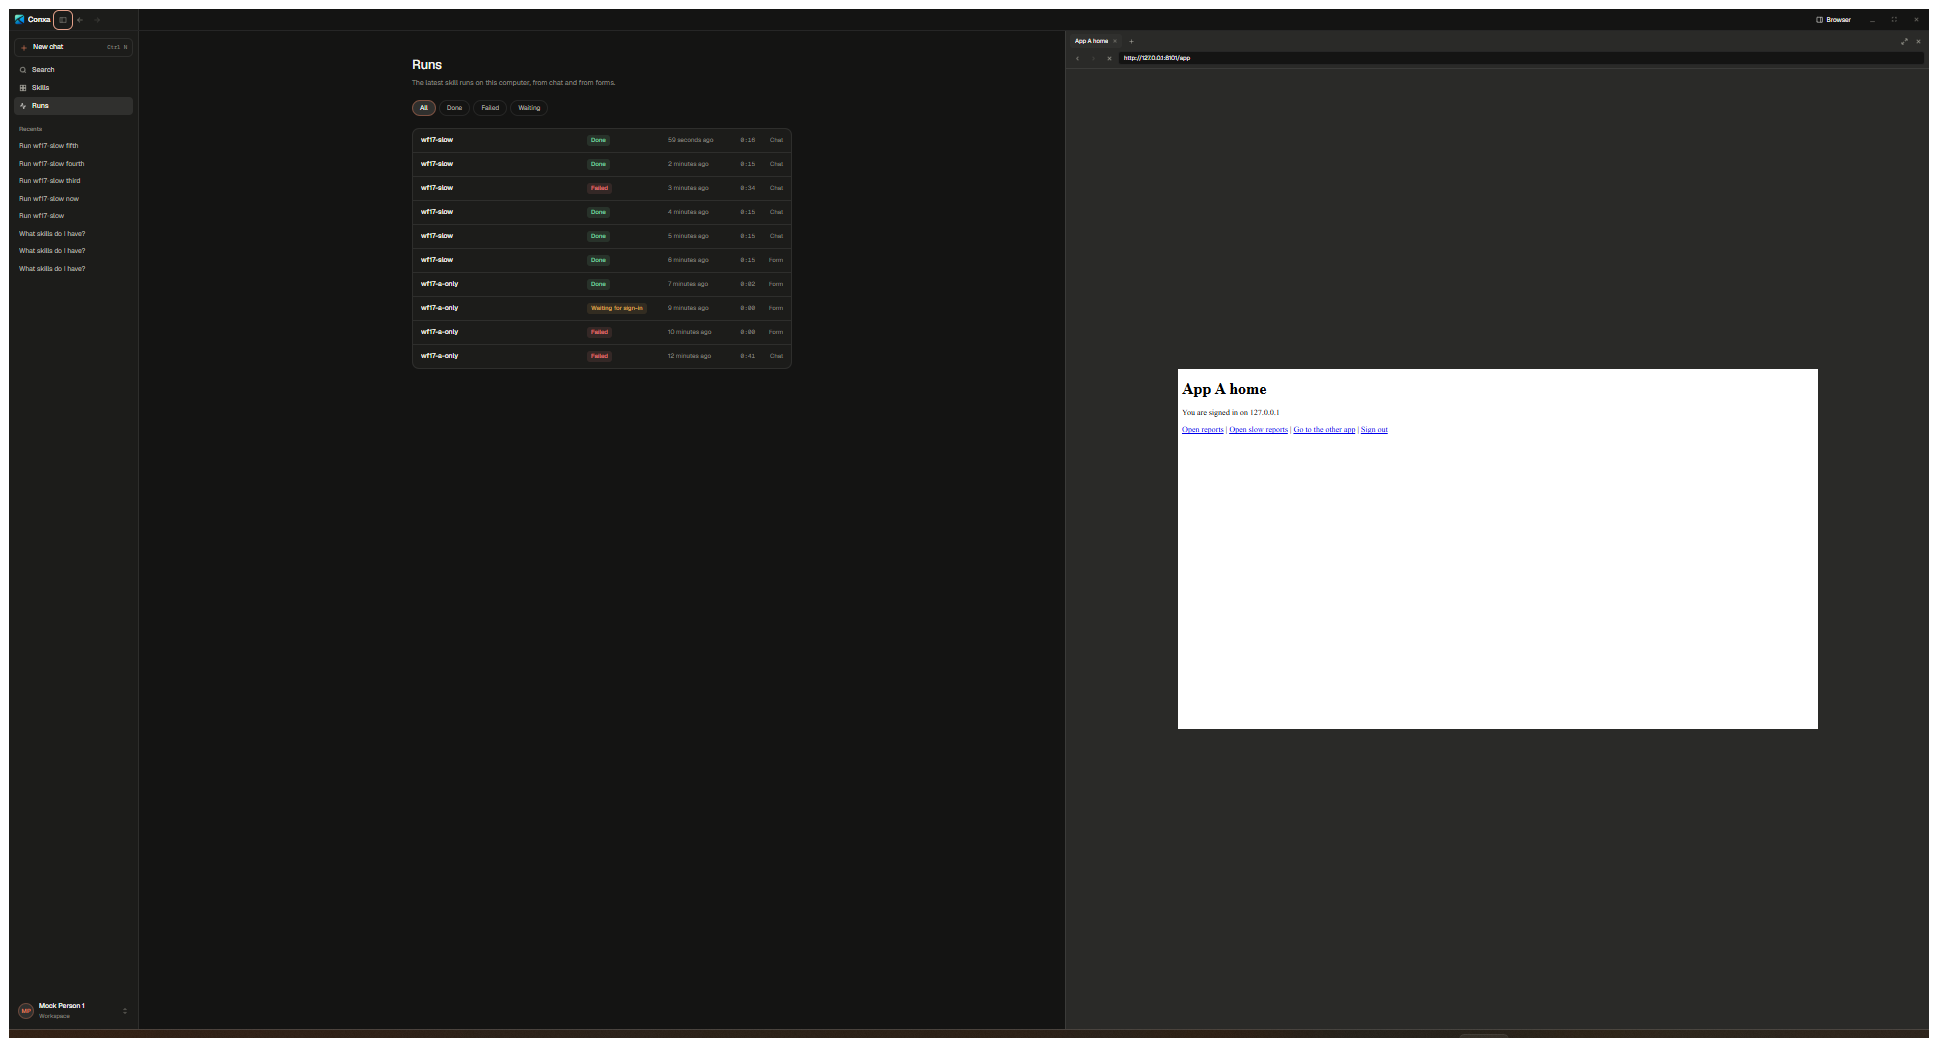 Conxa
Browser
New chat
Ctrl N
Search
Skills
Runs
Recents
Run wf17-slow fifth
Run wf17-slow fourth
Run wf17-slow third
Run wf17-slow now
Run wf17-slow
What skills do I have?
What skills do I have?
What skills do I have?
Mock Person 1
Workspace
MP
Runs
The latest skill runs on this computer, from chat and from forms.
All Done Failed Waiting
wf17-slow Done 59 seconds ago 0:18 Chat
wf17-slow Done 2 minutes ago 0:15 Chat
wf17-slow Failed 3 minutes ago 0:34 Chat
wf17-slow Done 4 minutes ago 0:15 Chat
wf17-slow Done 5 minutes ago 0:15 Chat
wf17-slow Done 6 minutes ago 0:15 Form
wf17-a-only Done 7 minutes ago 0:02 Form
wf17-a-only Waiting for sign-in 9 minutes ago 0:00 Form
wf17-a-only Failed 10 minutes ago 0:00 Form
wf17-a-only Failed 12 minutes ago 0:41 Chat
App A home
http://127.0.0.1:8101/app
App A home
You are signed in on 127.0.0.1
Open reports | Open slow reports | Go to the other app | Sign out